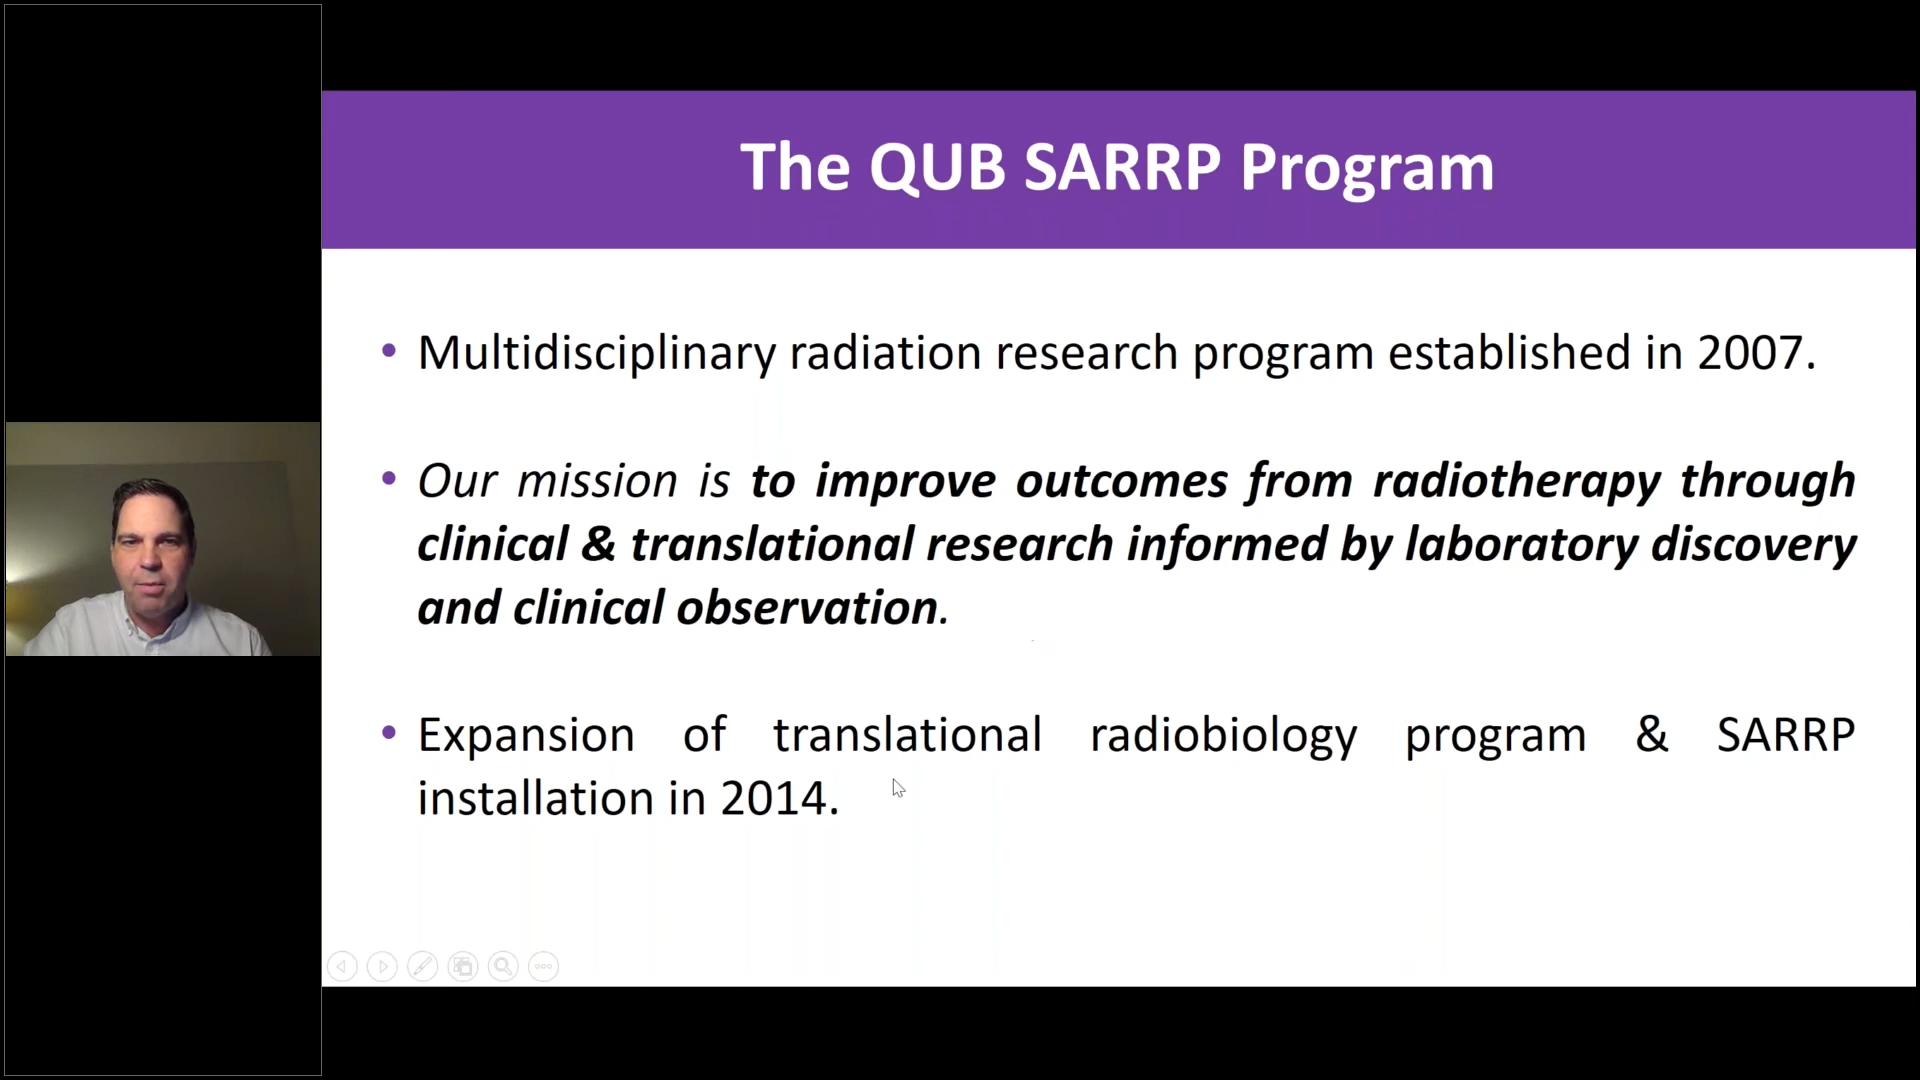 The QUB SARRP Program
• Multidisciplinary radiation research program established in 2007.
• Our mission is to improve outcomes from radiotherapy through
clinical & translational research informed by laboratory discovery
and clinical observation.
• Expansion of translational radiobiology program & SARRP
installation in 2014.